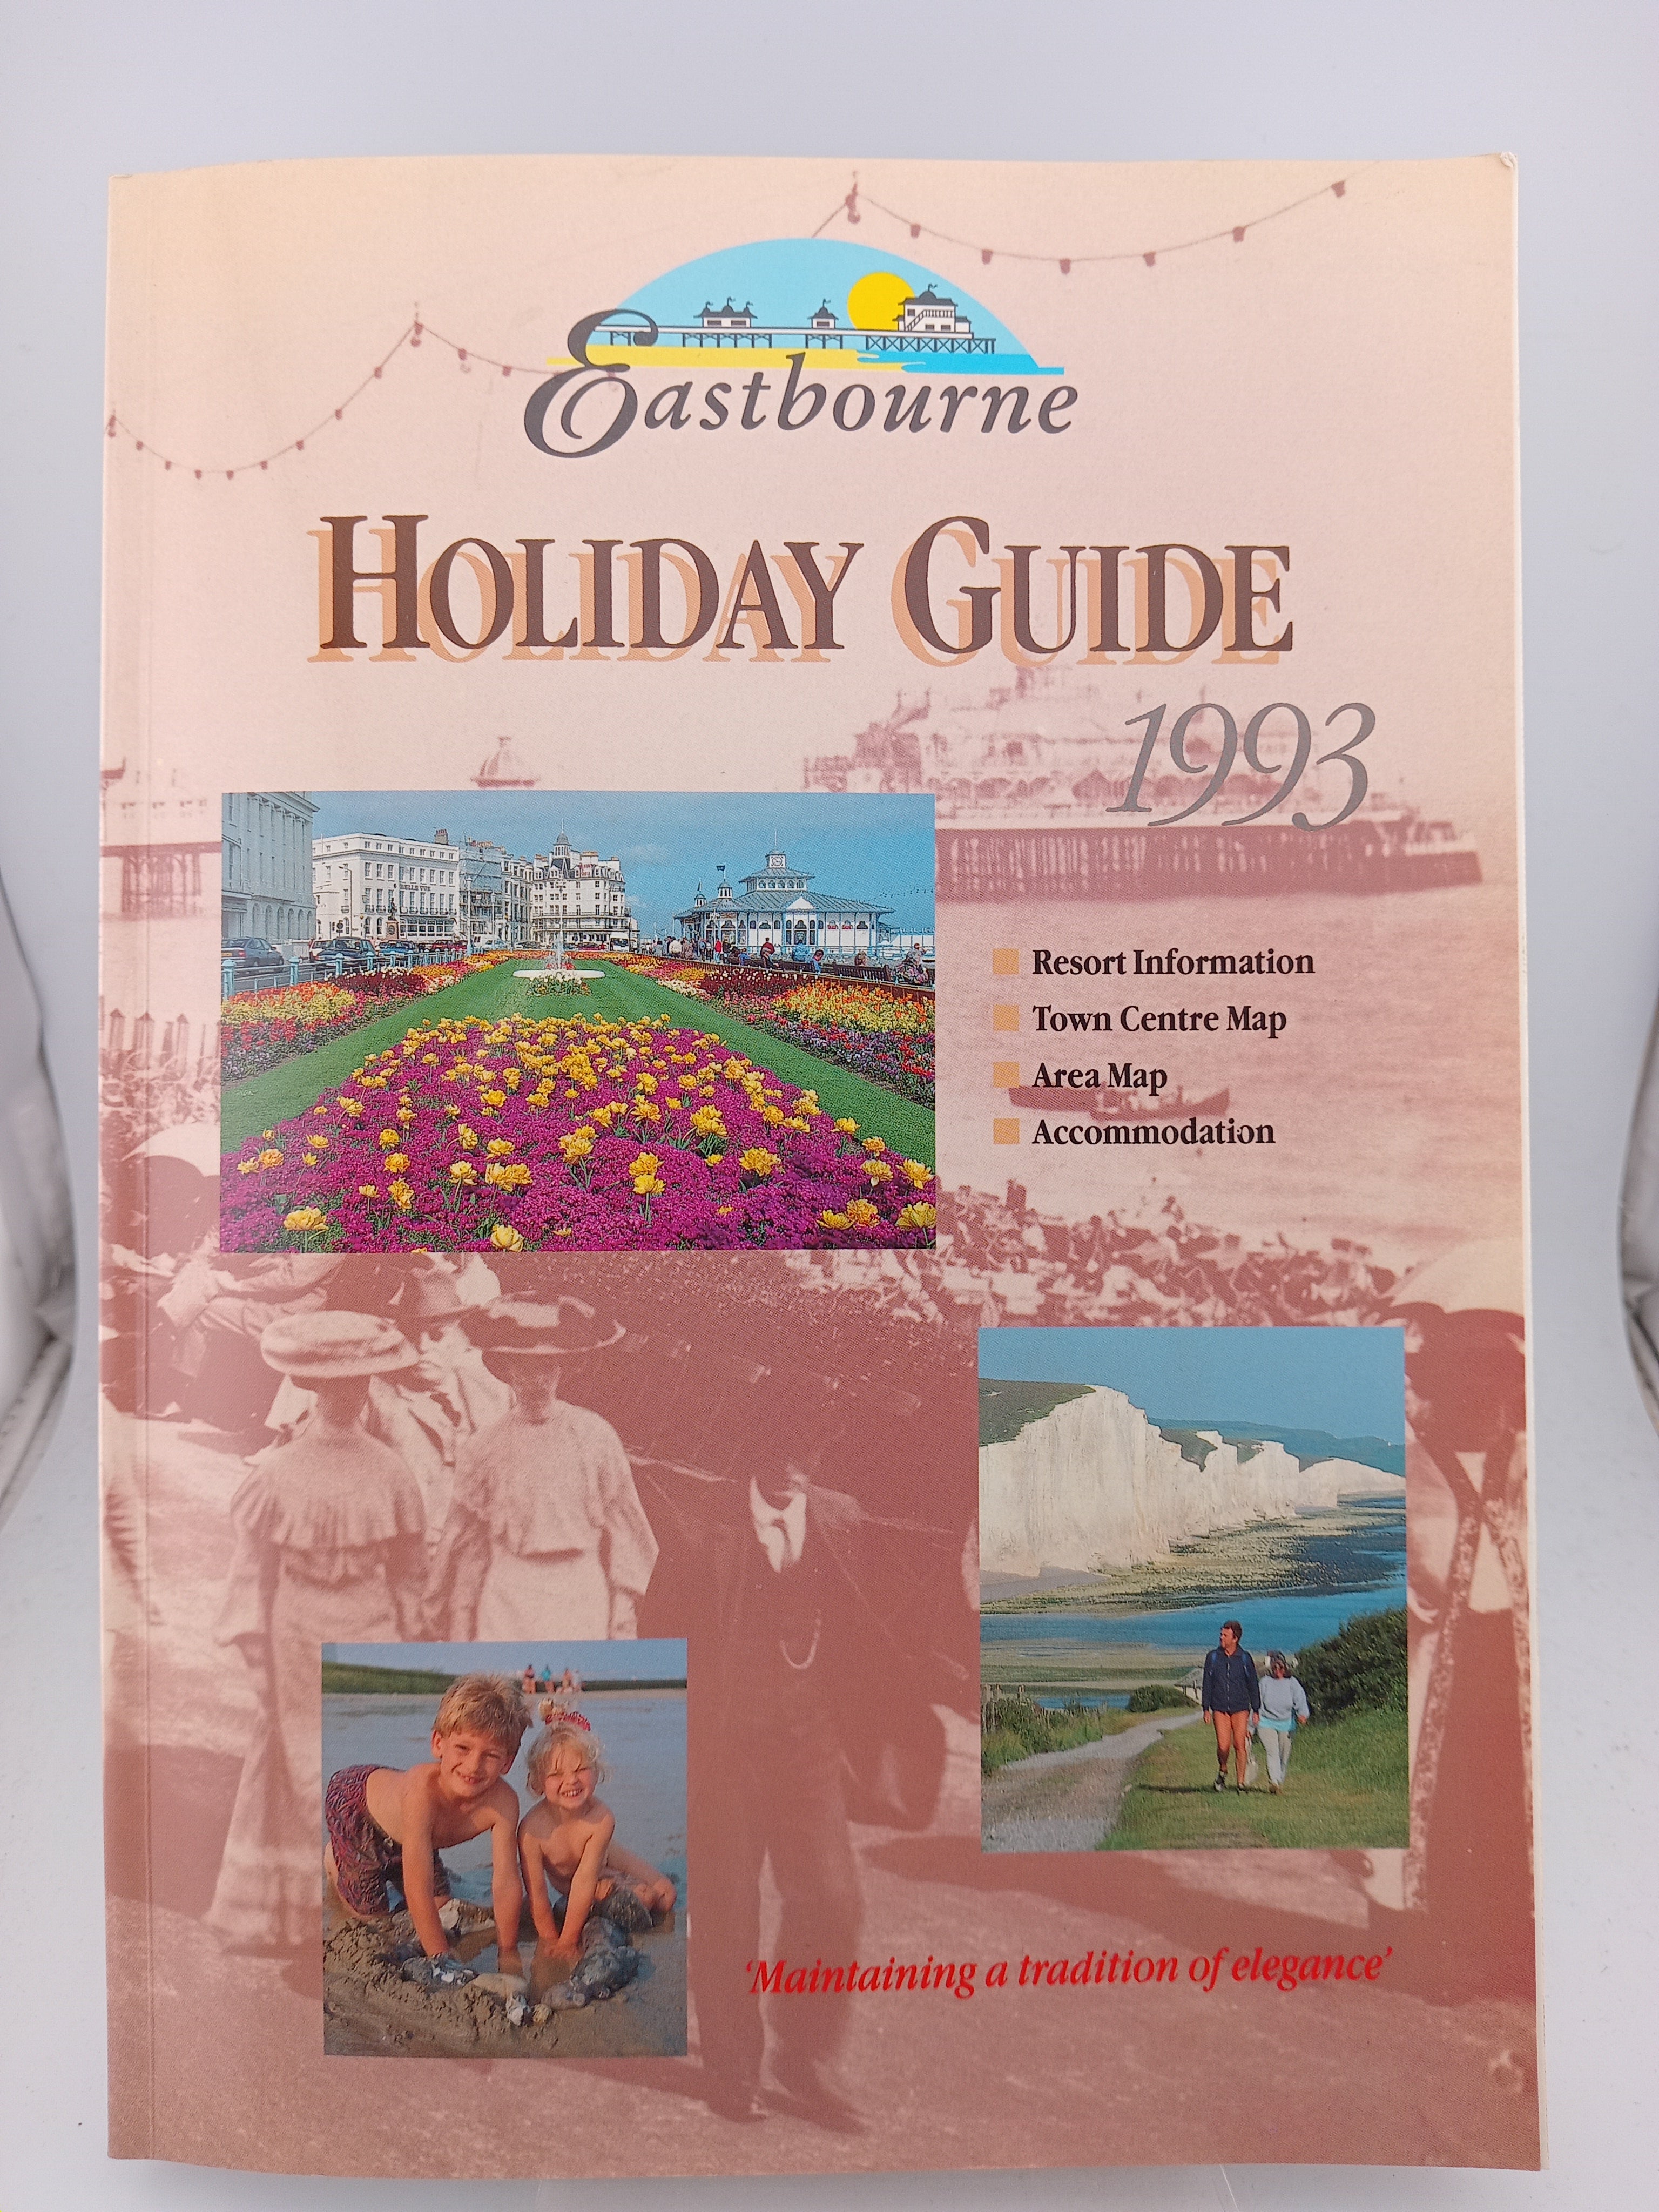 Eastbourne
HOLIDAY GUIDE
1993
Resort Information
Town Centre Map
Area Map
Accommodation
'Maintaining a tradition of elegance'